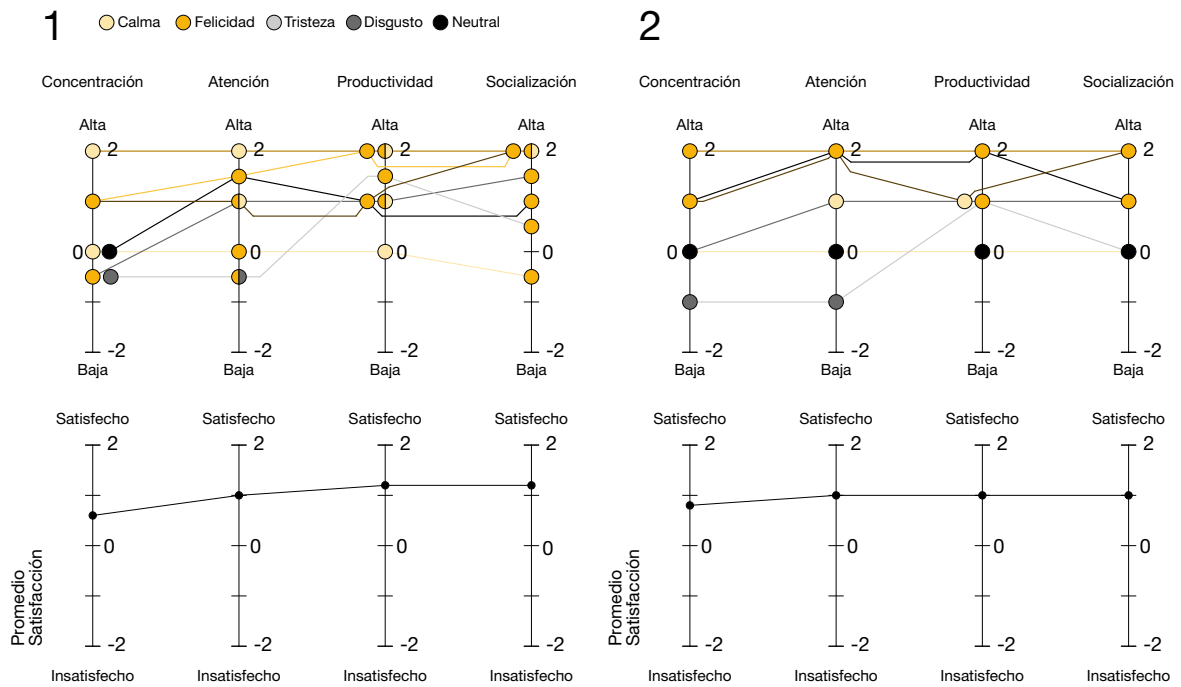 1
Calma Felicidad Tristeza Disgusto Neutral
2
Concentración Atención Productividad Socialización
Concentración Atención Productividad Socialización
Alta Alta Alta Alta
Alta Alta Alta Alta
2 2 2 2
2 2 2 2
0 0 0 0
0 0 0 0
-2 -2 -2 -2
-2 -2 -2 -2
Baja Baja Baja Baja
Baja Baja Baja Baja
Satisfecho Satisfecho Satisfecho Satisfecho
Satisfecho Satisfecho Satisfecho Satisfecho
2 2 2 2
2 2 2 2
0 0 0 0
0 0 0 0
Promedio
Satisfacción
Promedio
Satisfacción
-2 -2 -2 -2
-2 -2 -2 -2
Insatisfecho Insatisfecho Insatisfecho Insatisfecho
Insatisfecho Insatisfecho Insatisfecho Insatisfecho